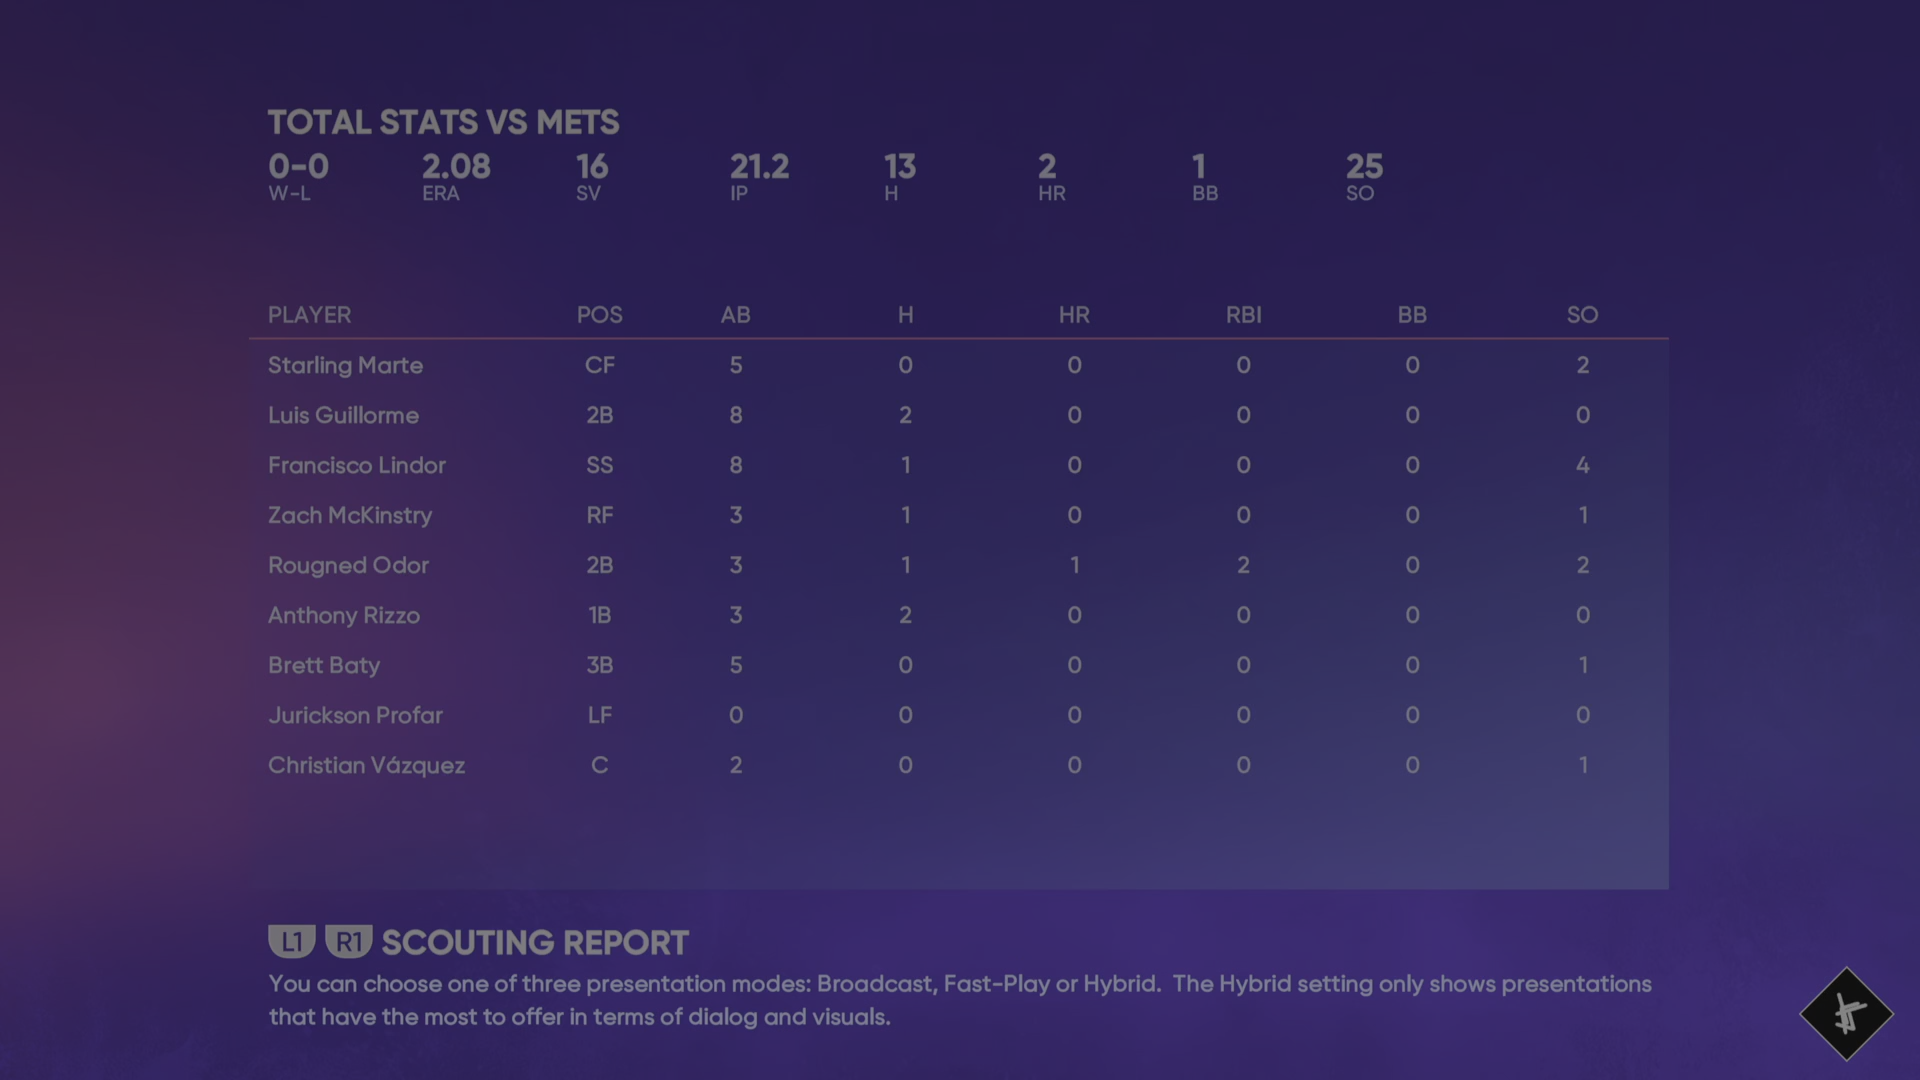 TOTAL STATS VS METS
0-0 2.08 16 21.2 13 2 1 25
W-L ERA SV IP H HR BB SO
PLAYER POS AB H HR RBI BB SO
Starling Marte CF 5 0 0 0 0 2
Luis Guillorme 2B 8 2 0 0 0 0
Francisco Lindor SS 8 1 0 0 0 4
Zach McKinstry RF 3 1 0 0 0 1
Rougned Odor 2B 3 1 1 2 0 2
Anthony Rizzo 1B 3 2 0 0 0 0
Brett Baty 3B 5 0 0 0 0 1
Jurickson Profar LF 0 0 0 0 0 0
Christian Vázquez C 2 0 0 0 0 1
L1 R1 SCOUTING REPORT
You can choose one of three presentation modes: Broadcast, Fast-Play or Hybrid. The Hybrid setting only shows presentations
that have the most to offer in terms of dialog and visuals.